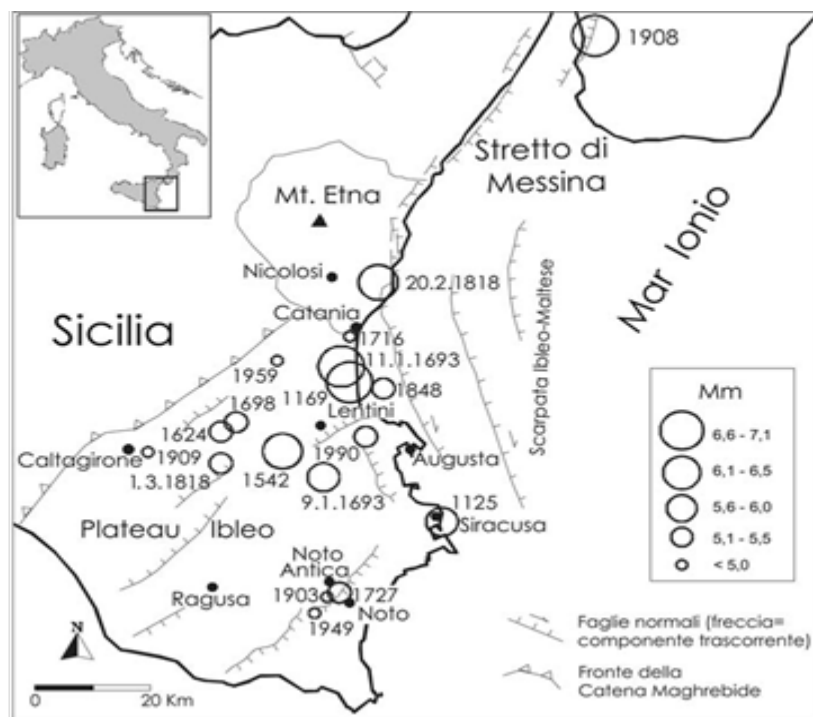 1908
Stretto di
Messina
Mt. Etna
Mar Ionio
Nicolosi
20.2.1818
Catania
Sicilia
1716
11.1.1693
Scarpata Ibleo-Maltese
1959
1169
1848
Mm
1698
Lentini
6,6 - 7,1
1624
6,1 - 6,5
Caltagirone
1909
1990
Augusta
1.3.1818
1542
5,6 - 6,0
9.1.1693
1125
5,1 - 5,5
Plateau Ibleo
Siracusa
< 5,0
Noto
Antica
Ragusa
1903
1727
Noto
1949
Faglie normali (freccia=
componente trascorrente)
N
Fronte della
Catena Maghrebide
0
20 Km